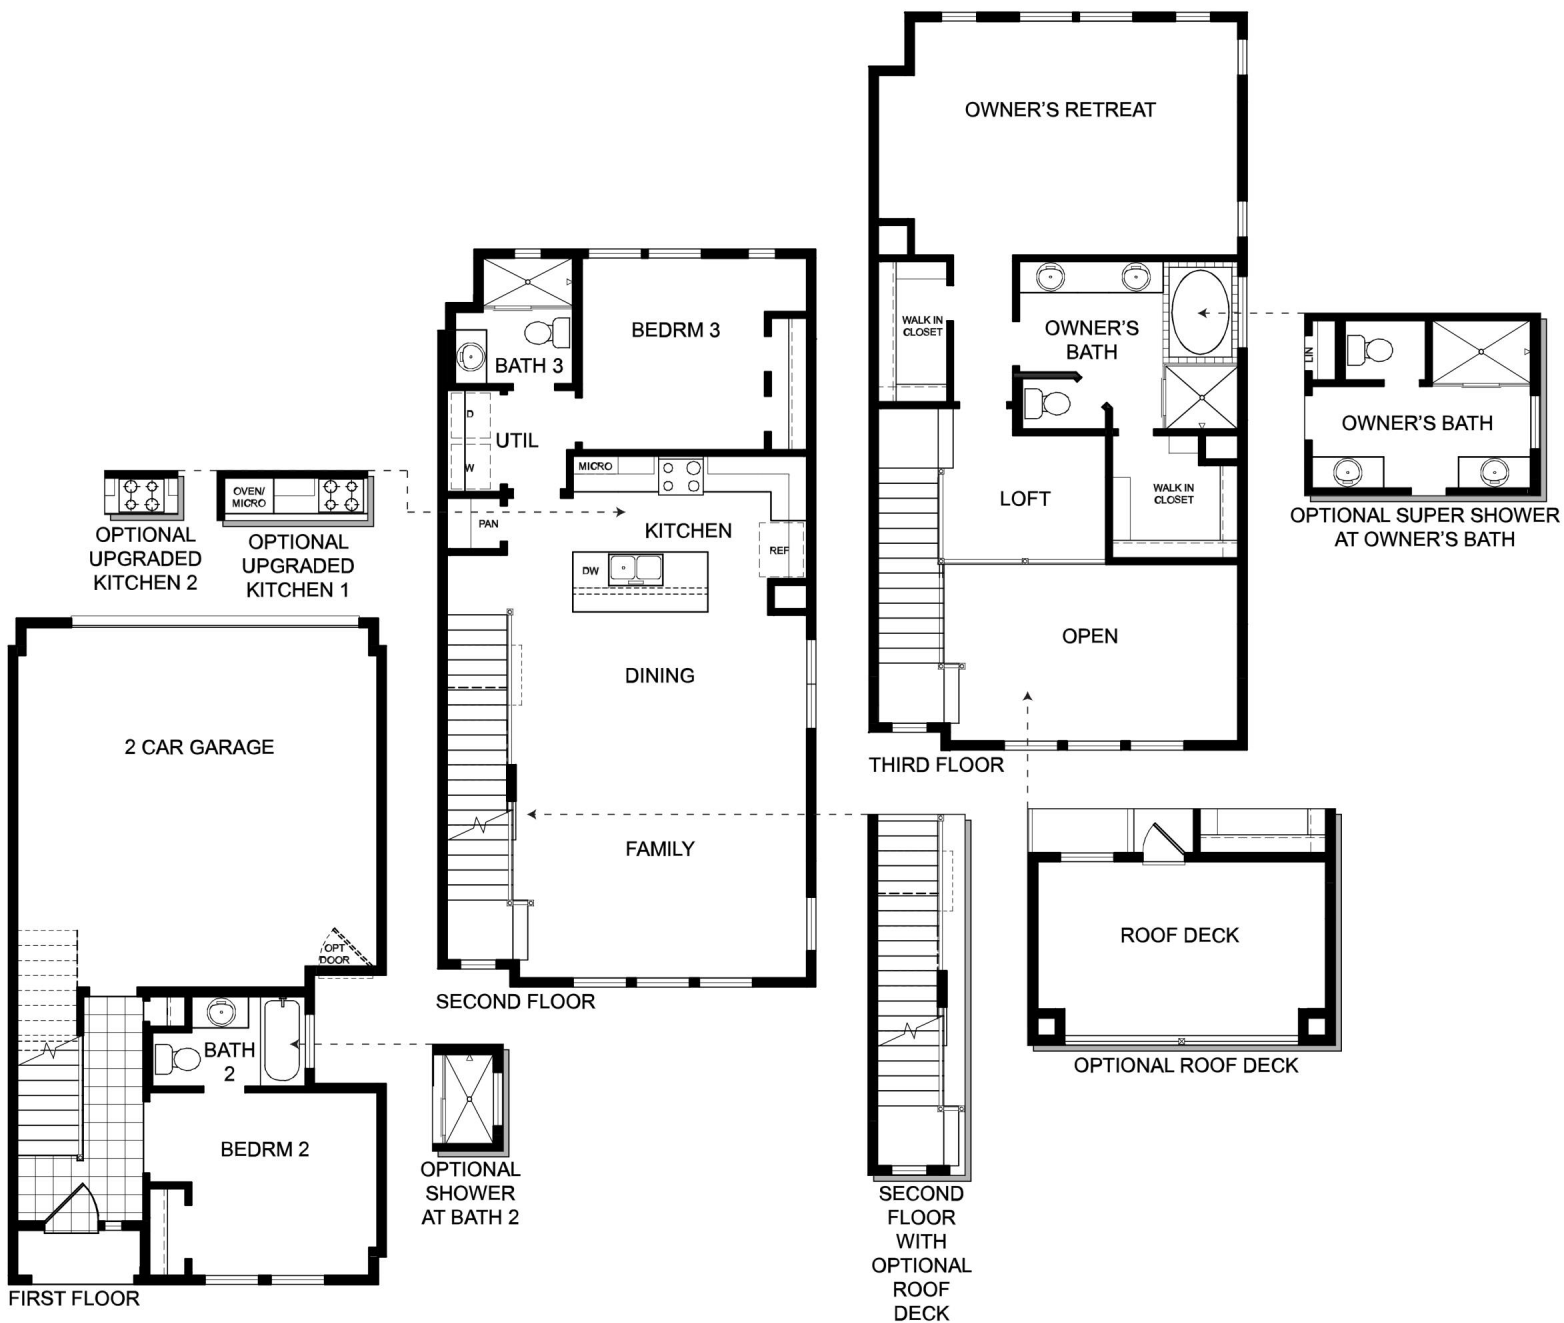 OWNER'S RETREAT
WALK IN
CLOSET
OWNER'S
BATH
LOFT
WALK IN
CLOSET
OPEN
THIRD FLOOR
LIN
OWNER'S BATH
OPTIONAL SUPER SHOWER
AT OWNER'S BATH
BEDRM 3
BATH 3
D
UTIL
W
MICRO
PAN
KITCHEN
REF
DW
DINING
FAMILY
SECOND FLOOR
OPTIONAL
UPGRADED
KITCHEN 2
OVEN/
MICRO
OPTIONAL
UPGRADED
KITCHEN 1
2 CAR GARAGE
OPT
DOOR
BATH
2
BEDRM 2
FIRST FLOOR
OPTIONAL
SHOWER
AT BATH 2
SECOND
FLOOR
WITH
OPTIONAL
ROOF
DECK
ROOF DECK
OPTIONAL ROOF DECK